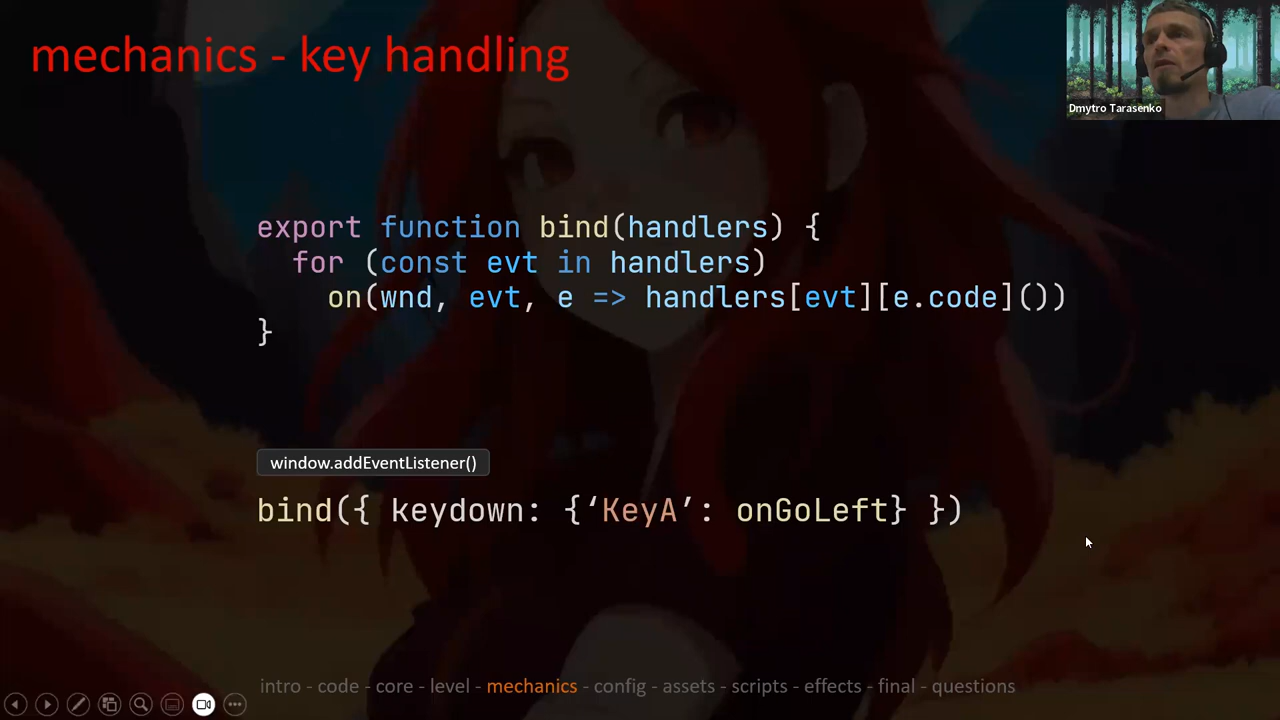 mechanics - key handling
Dmytro Tarasenko
export function bind(handlers) {
for (const evt in handlers)
on(wnd, evt, e => handlers[evt][e.code]())
}
window.addEventListener()
bind({ keydown: {‘KeyA’: onGoLeft} })
intro - code - core - level - mechanics - config - assets - scripts - effects - final - questions